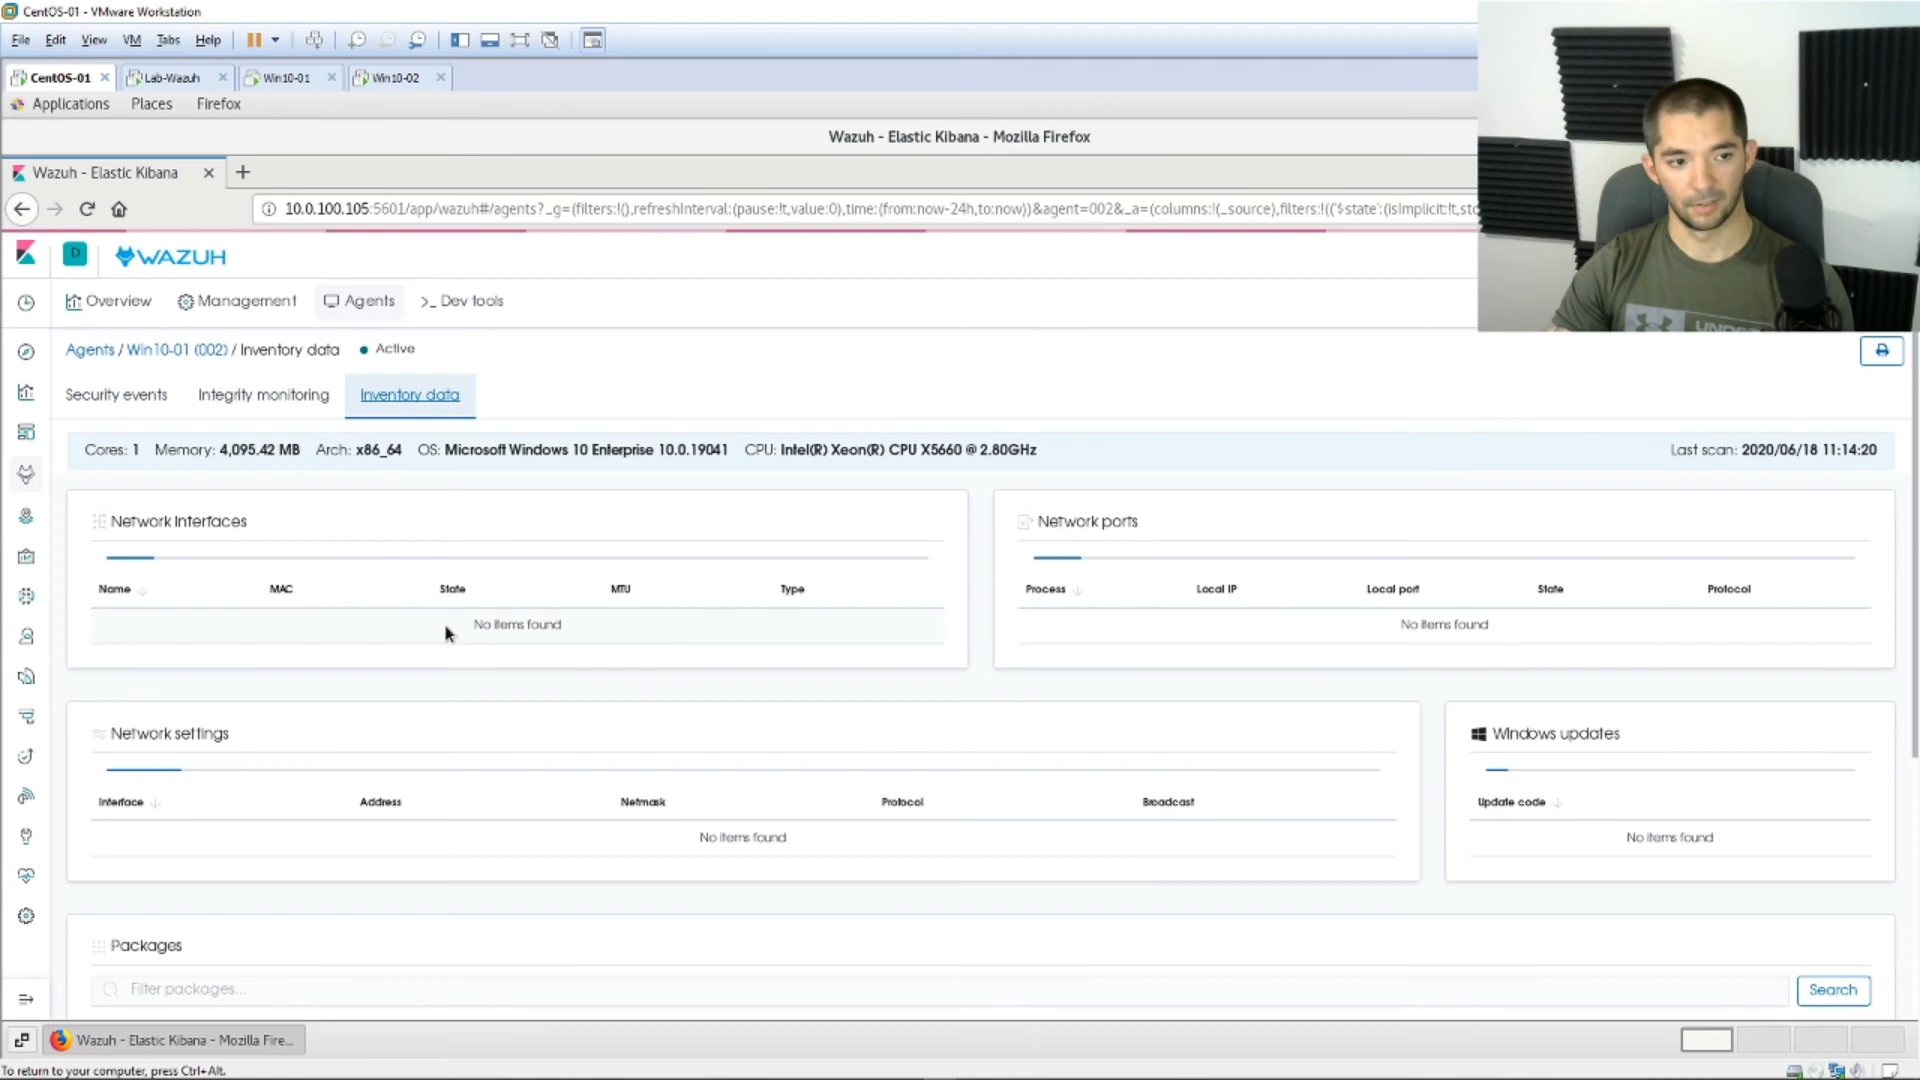 CentOS-01 - VMware Workstation
File Edit View VM Tabs Help
CentOS-01 Lab-Wazuh Win10-01 Win10-02
Applications Places Firefox
Wazuh - Elastic Kibana - Mozilla Firefox
Wazuh - Elastic Kibana
10.0.100.105:5601/app/wazuh#/agents?_g=(filters:!(),refreshInterval:(pause:!t,value:0),time:(from:now-24h,to:now))&agent=002&_a=(columns:!(_source),filters:!(('$state':(isImplicit:!t,sto
D WAZUH
Overview Management Agents >_ Dev tools
Agents / Win10-01 (002) / Inventory data Active
Security events Integrity monitoring Inventory data
Cores: 1 Memory: 4,095.42 MB Arch: x86_64 OS: Microsoft Windows 10 Enterprise 10.0.19041 CPU: Intel(R) Xeon(R) CPU X5660 @ 2.80GHz Last scan: 2020/06/18 11:14:20
Network interfaces
Name MAC State MTU Type
No items found
Network ports
Process Local IP Local port State Protocol
No items found
Network settings
Interface Address Netmask Protocol Broadcast
No items found
Windows updates
Update code
No items found
Packages
Filter packages... Search
Wazuh - Elastic Kibana - Mozilla Fire...
To return to your computer, press Ctrl+Alt.